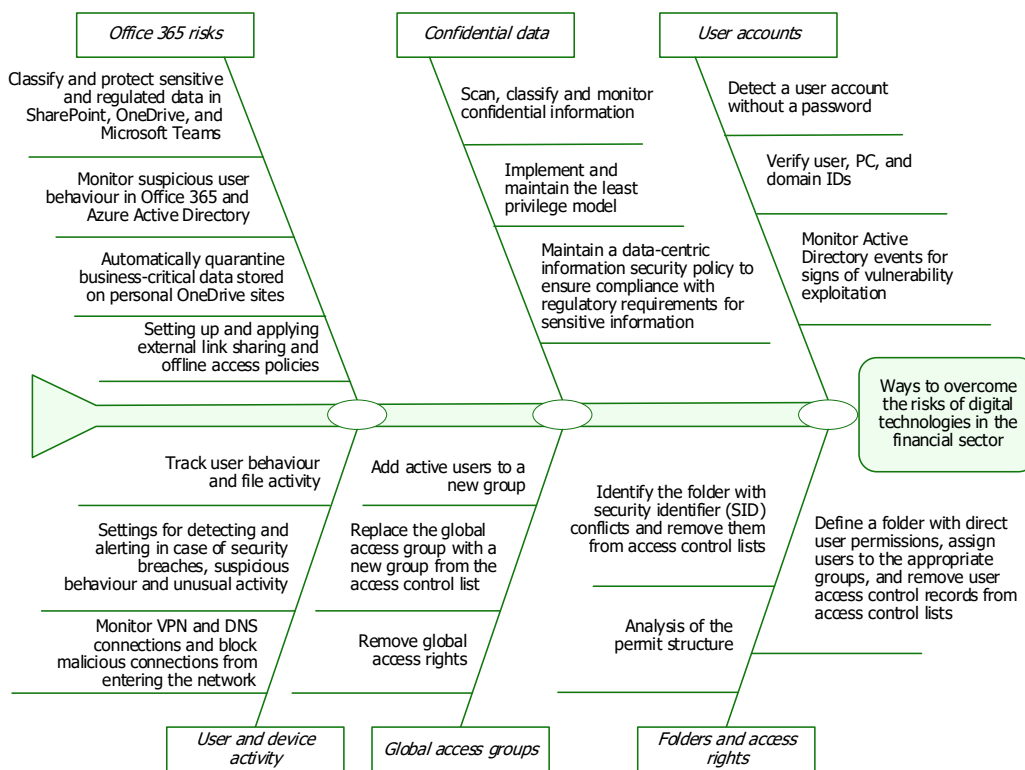 Office 365 risks
Confidential data
User accounts
Classify and protect sensitive
and regulated data in
SharePoint, OneDrive, and
Microsoft Teams
Monitor suspicious user
behaviour in Office 365 and
Azure Active Directory
Automatically quarantine
business-critical data stored
on personal OneDrive sites
Setting up and applying
external link sharing and
offline access policies
Scan, classify and monitor
confidential information
Implement and
maintain the least
privilege model
Maintain a data-centric
information security policy to
ensure compliance with
regulatory requirements for
sensitive information
Detect a user account
without a password
Verify user, PC, and
domain IDs
Monitor Active
Directory events for
signs of vulnerability
exploitation
Ways to overcome
the risks of digital
technologies in the
financial sector
Track user behaviour
and file activity
Settings for detecting and
alerting in case of security
breaches, suspicious
behaviour and unusual activity
Monitor VPN and DNS
connections and block
malicious connections from
entering the network
Add active users to a
new group
Replace the global
access group with a
new group from the
access control list
Remove global
access rights
Identify the folder with
security identifier (SID)
conflicts and remove them
from access control lists
Analysis of the
permit structure
Define a folder with direct
user permissions, assign
users to the appropriate
groups, and remove user
access control records from
access control lists
User and device
activity
Global access groups
Folders and access
rights